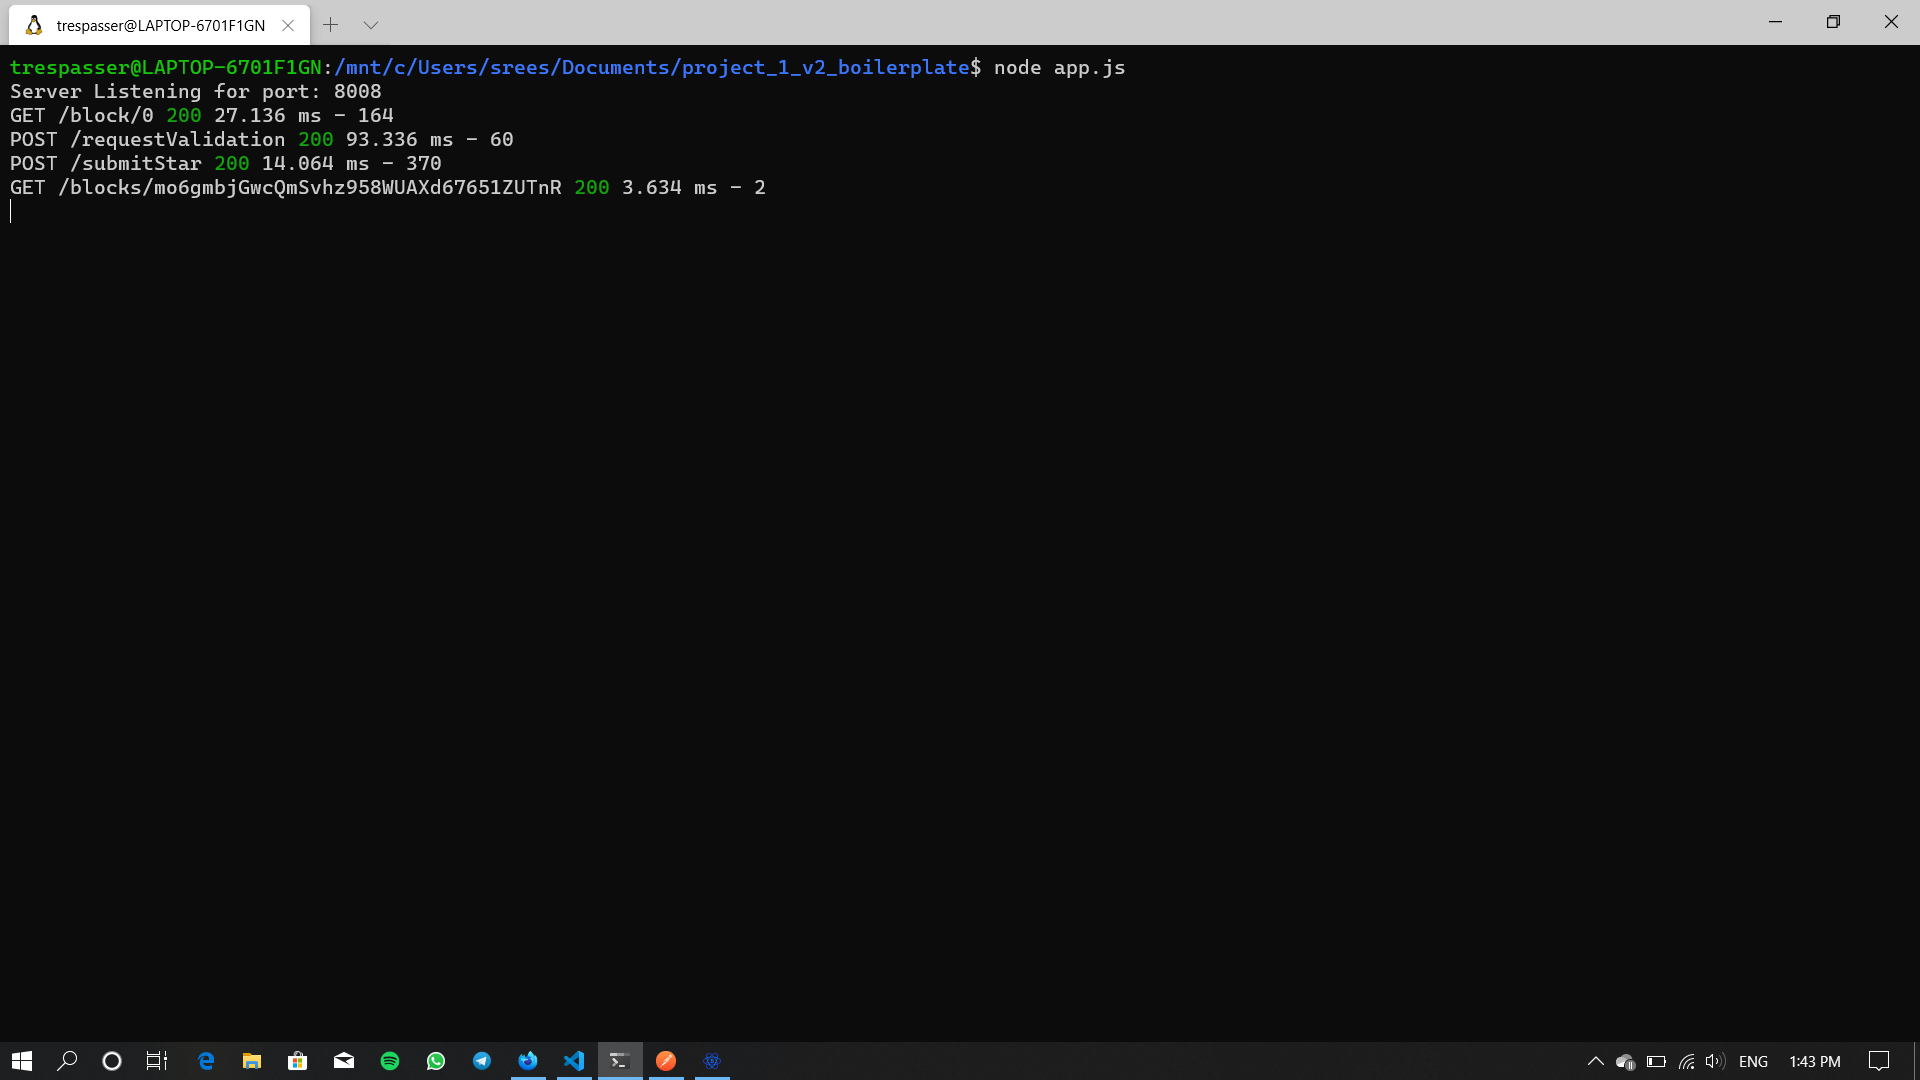 trespasser@LAPTOP-6701F1GN
trespasser@LAPTOP-6701F1GN:/mnt/c/Users/srees/Documents/project_1_v2_boilerplate$ node app.js
Server Listening for port: 8008
GET /block/0 200 27.136 ms - 164
POST /requestValidation 200 93.336 ms - 60
POST /submitStar 200 14.064 ms - 370
GET /blocks/mo6gmbjGwcQmSvhz958WUAXd67651ZUTnR 200 3.634 ms - 2
ENG
1:43 PM